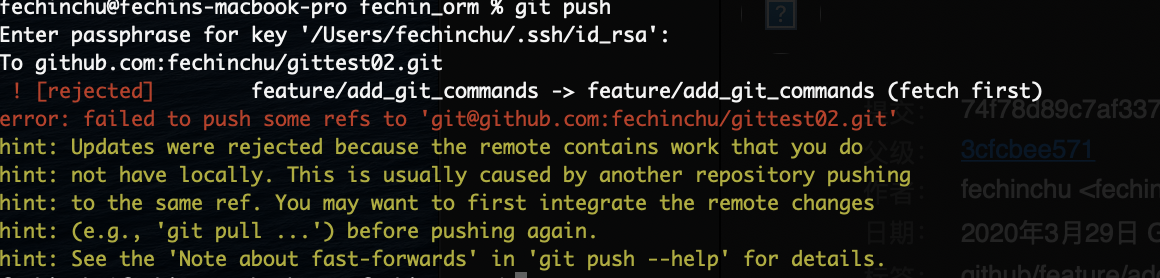 fechinchu@fechins-macbook-pro fechin_orm % git push
Enter passphrase for key '/Users/fechinchu/.ssh/id_rsa':
To github.com:fechinchu/gittest02.git
 ! [rejected]        feature/add_git_commands -> feature/add_git_commands (fetch first)
error: failed to push some refs to 'git@github.com:fechinchu/gittest02.git'
hint: Updates were rejected because the remote contains work that you do
hint: not have locally. This is usually caused by another repository pushing
hint: to the same ref. You may want to first integrate the remote changes
hint: (e.g., 'git pull ...') before pushing again.
hint: See the 'Note about fast-forwards' in 'git push --help' for details.
?
提交: 74f78d89c7af337
父级: 3cfcbee571
作者: fechinchu <fechin
日期: 2020年3月29日 G
github/feature/ad